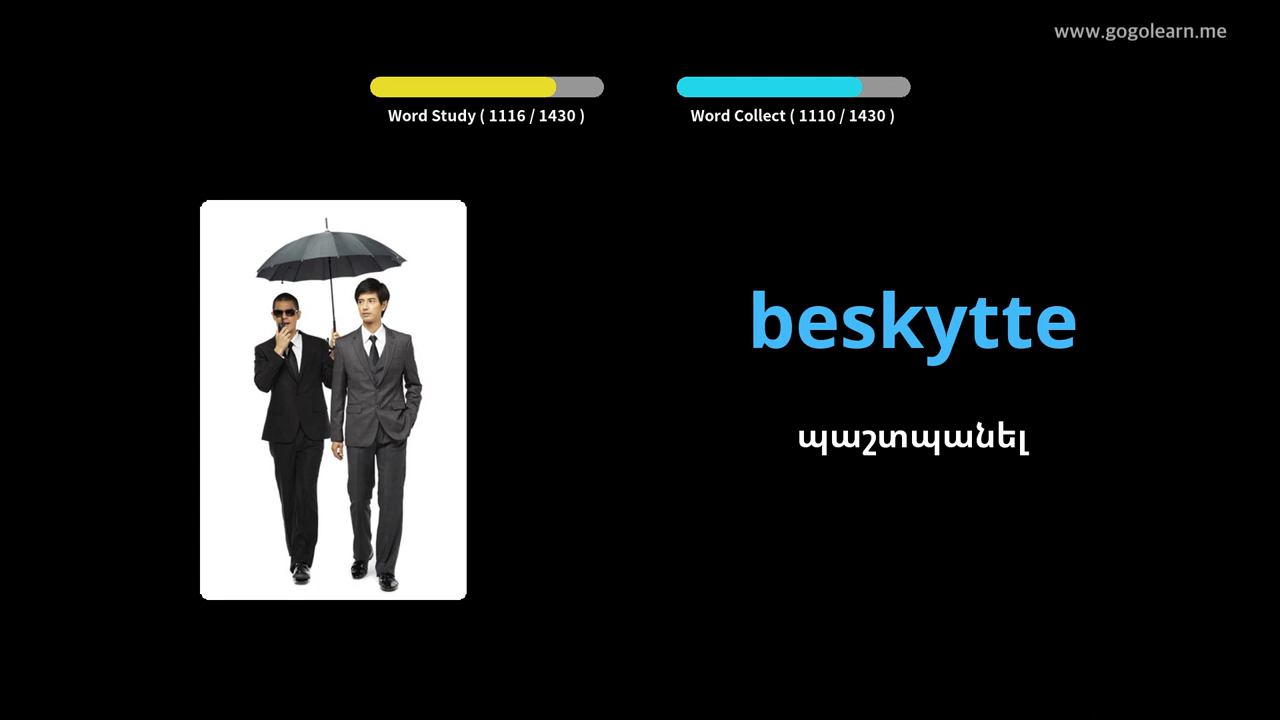 www.gogolearn.me
Word Study ( 1116 / 1430 )
Word Collect ( 1110 / 1430 )
beskytte
պաշտպանել